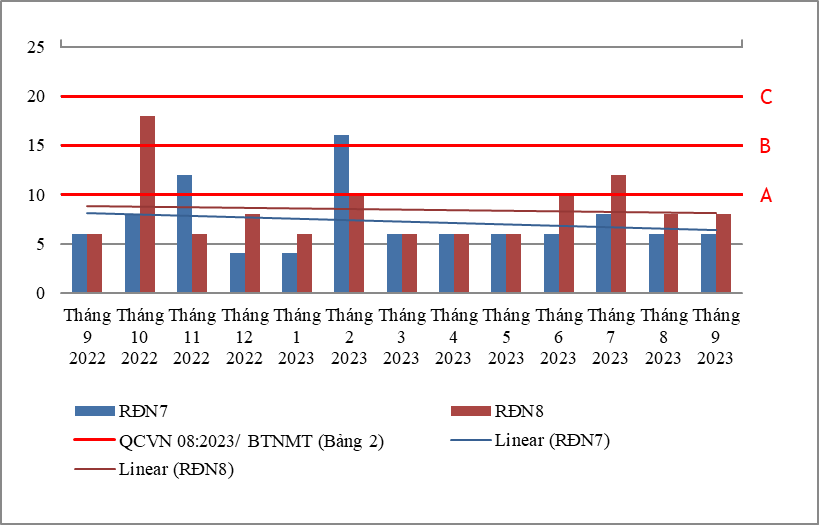 25
20
15
10
5
0
C
B
A
Tháng 9 2022
Tháng 10 2022
Tháng 11 2022
Tháng 12 2022
Tháng 1 2023
Tháng 2 2023
Tháng 3 2023
Tháng 4 2023
Tháng 5 2023
Tháng 6 2023
Tháng 7 2023
Tháng 8 2023
Tháng 9 2023
RĐN7
RĐN8
QCVN 08:2023/ BTNMT (Bảng 2)
Linear (RĐN7)
Linear (RĐN8)